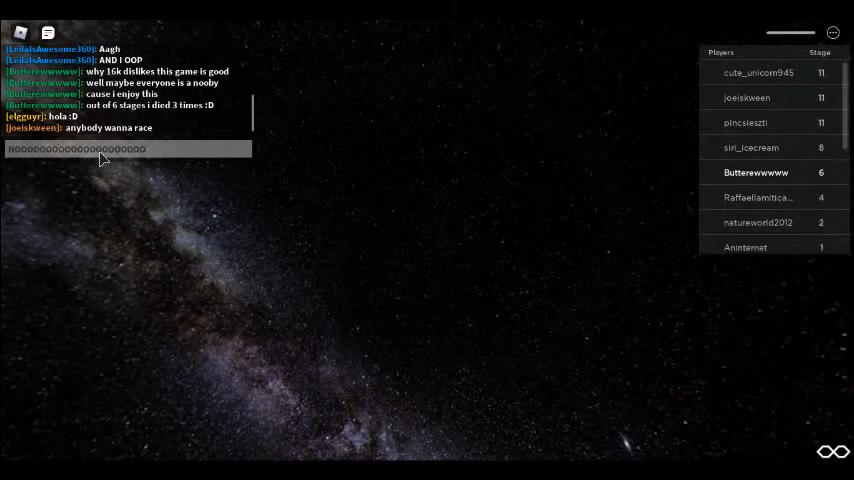 [LeilaIsAwesome360]: Aagh
[LeilaIsAwesome360]: AND I OOP
[Butterewwwww]: why 16k dislikes this game is good
[Butterewwwww]: well maybe everyone is a nooby
[Butterewwwww]: cause i enjoy this
[Butterewwwww]: out of 6 stages i died 3 times :D
[elgguyr]: hola :D
[joeiskween]: anybody wanna race
Players Stage
cute_unicorn945 11
joeiskween 11
pincsieszti 11
siri_icecream 8
Butterewwwww 6
Raffaellamitica... 4
natureworld2012 2
Aninternet 1